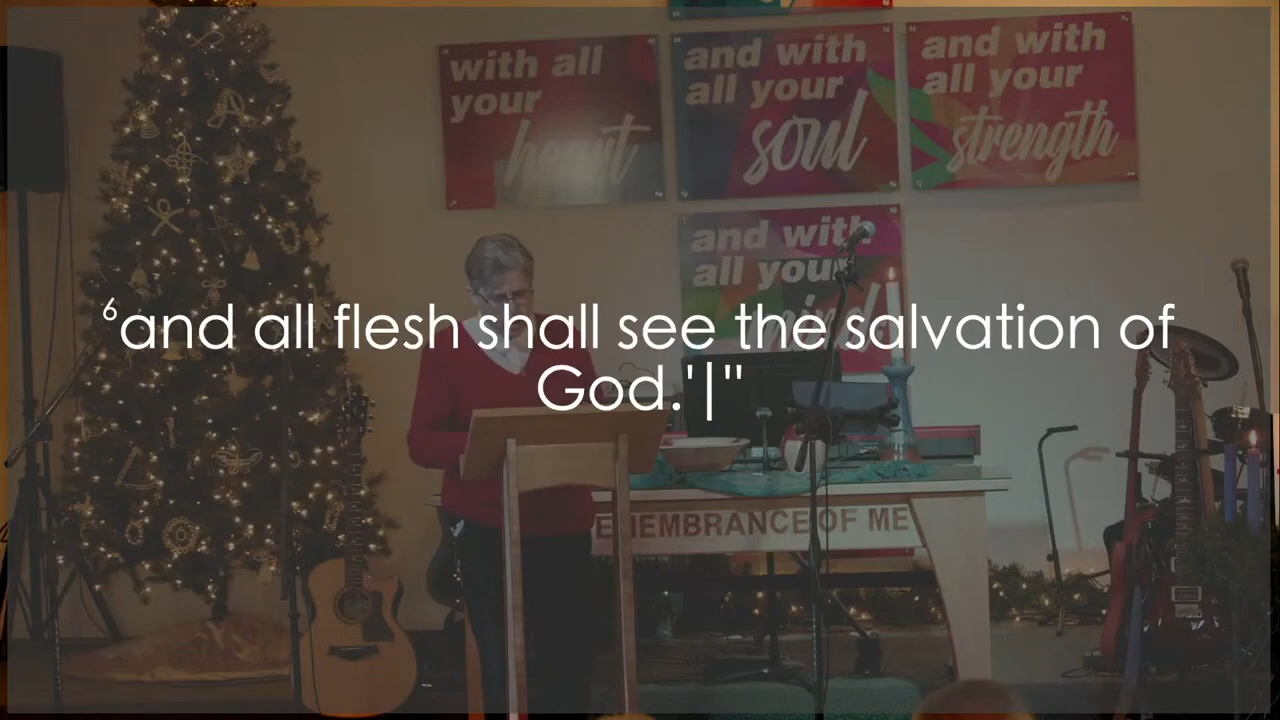 with all
your
heart
and with
all your
soul
and with
all your
strength
and with
all your
⁶and all flesh shall see the salvation of
God.'|"
EMEMBRANCE OF ME